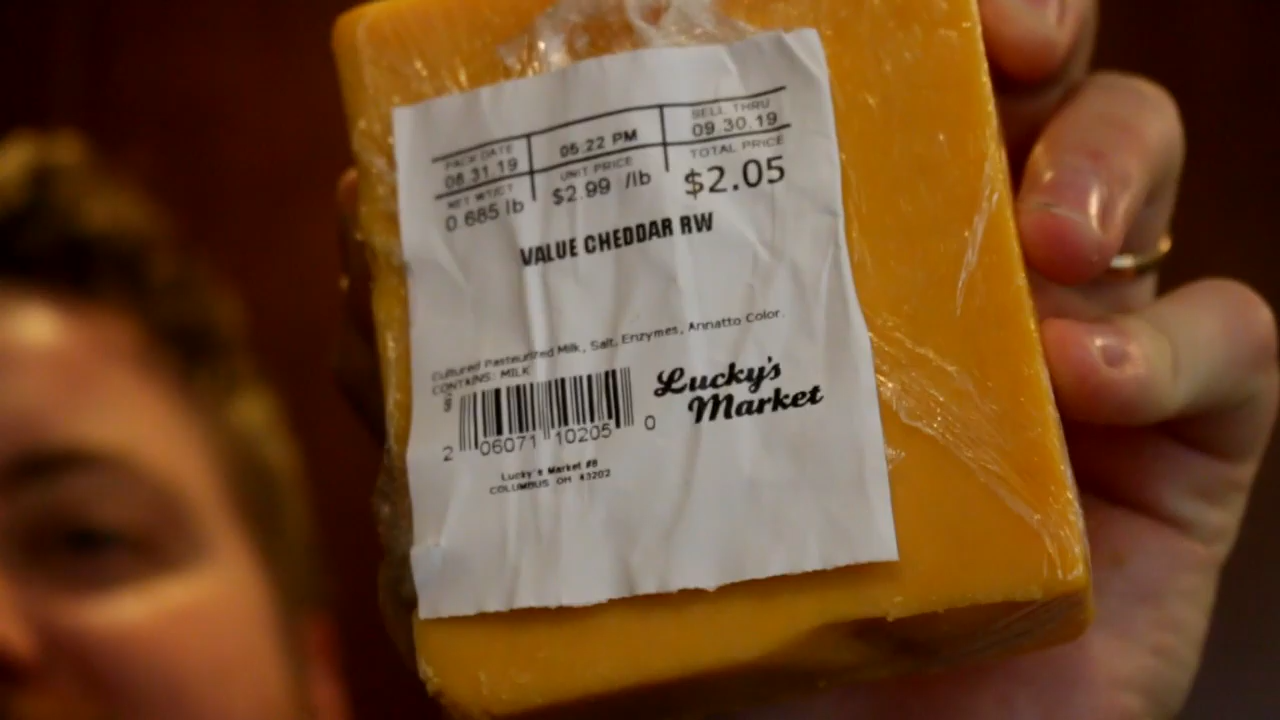 PACK DATE 05:22 PM SELL THRU
08.31.19 09.30.19
NET WT/CT UNIT PRICE TOTAL PRICE
0.685 lb $2.99 /lb $2.05
VALUE CHEDDAR RW
Cultured Pasteurized Milk, Salt, Enzymes, Annatto Color.
CONTAINS: MILK
Lucky's
Market
2 06071 10205 0
Lucky's Market #8
COLUMBUS OH 43202